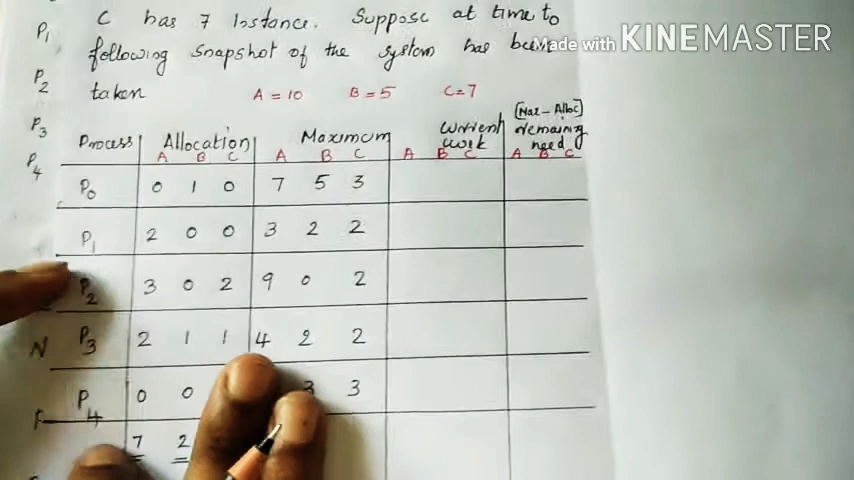 C has 7 Instance. Suppose at time to
P1 following snapshot of the system has been
Made with KINEMASTER
P2 taken A = 10 B = 5 C = 7
P3
P4
Process Allocation Maximum Current work [Max - Alloc] remaining need
A B C A B C A B C A B C
P0 0 1 0 7 5 3
P1 2 0 0 3 2 2
P2 3 0 2 9 0 2
N P3 2 1 1 4 2 2
P4 0 0 3 3
7 2